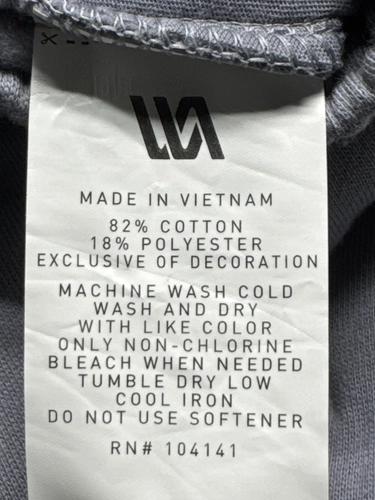 MADE IN VIETNAM
82% COTTON
18% POLYESTER
EXCLUSIVE OF DECORATION
MACHINE WASH COLD
WASH AND DRY
WITH LIKE COLOR
ONLY NON-CHLORINE
BLEACH WHEN NEEDED
TUMBLE DRY LOW
COOL IRON
DO NOT USE SOFTENER
RN# 104141